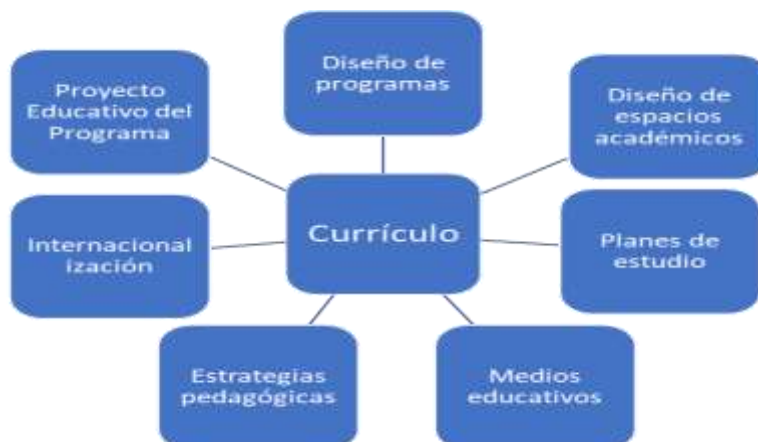 Diseño de
programas
Proyecto
Educativo del
Programa
Diseño de
espacios
académicos
Currículo
Internacional
ización
Planes de
estudio
Estrategias
pedagógicas
Medios
educativos